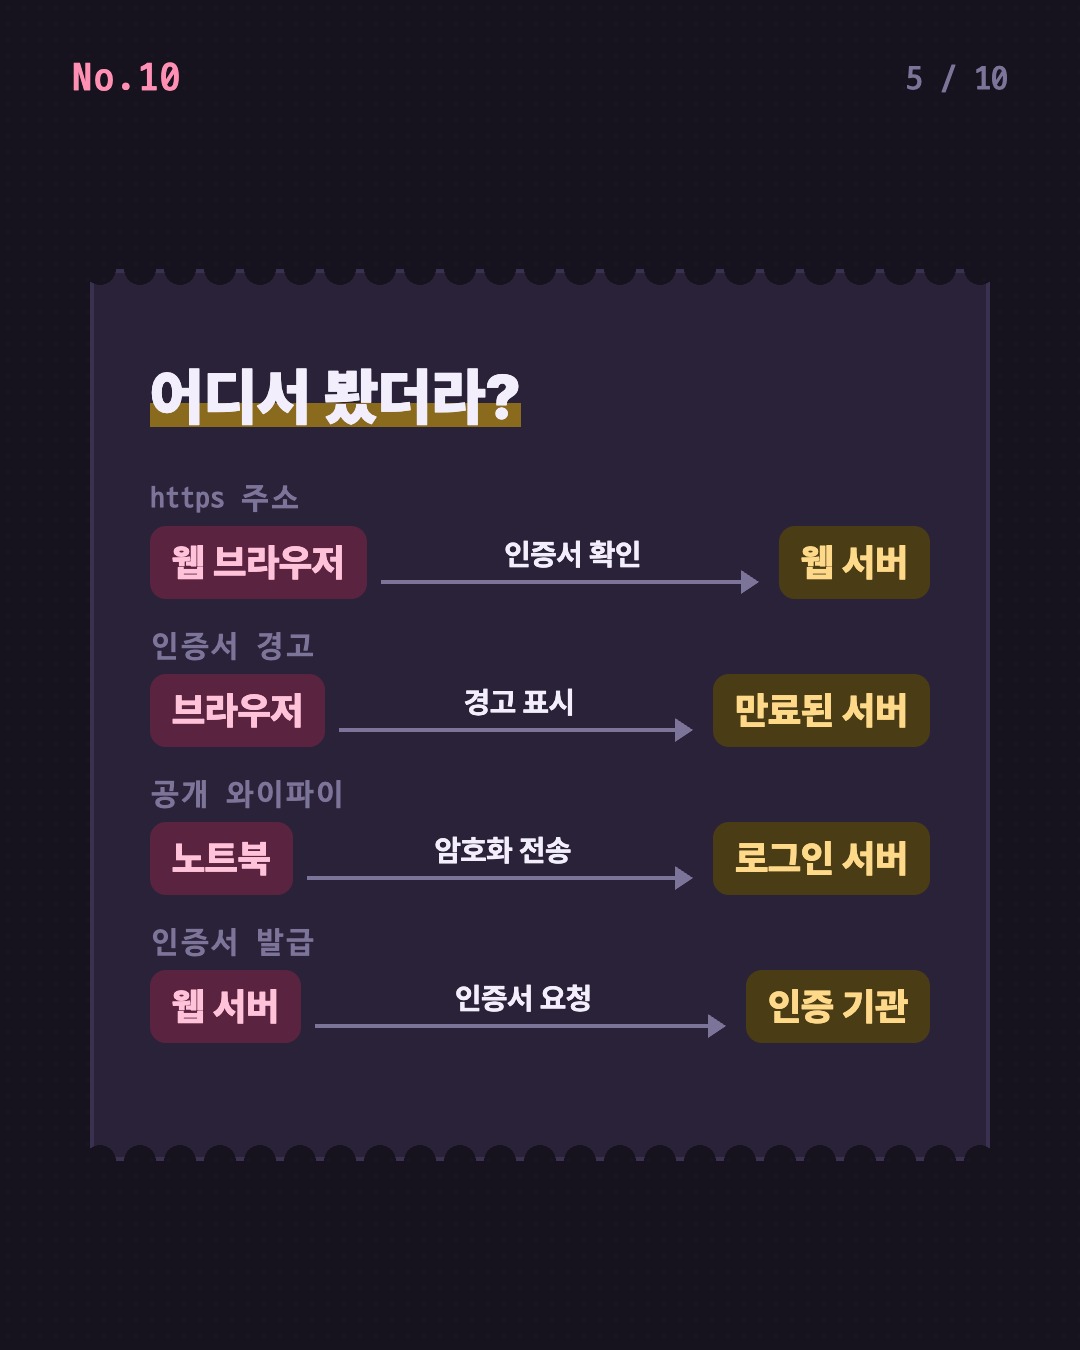 No.10
5 / 10
어디서 봤더라?
https 주소
웹 브라우저 인증서 확인 웹 서버
인증서 경고
브라우저 경고 표시 만료된 서버
공개 와이파이
노트북 암호화 전송 로그인 서버
인증서 발급
웹 서버 인증서 요청 인증 기관